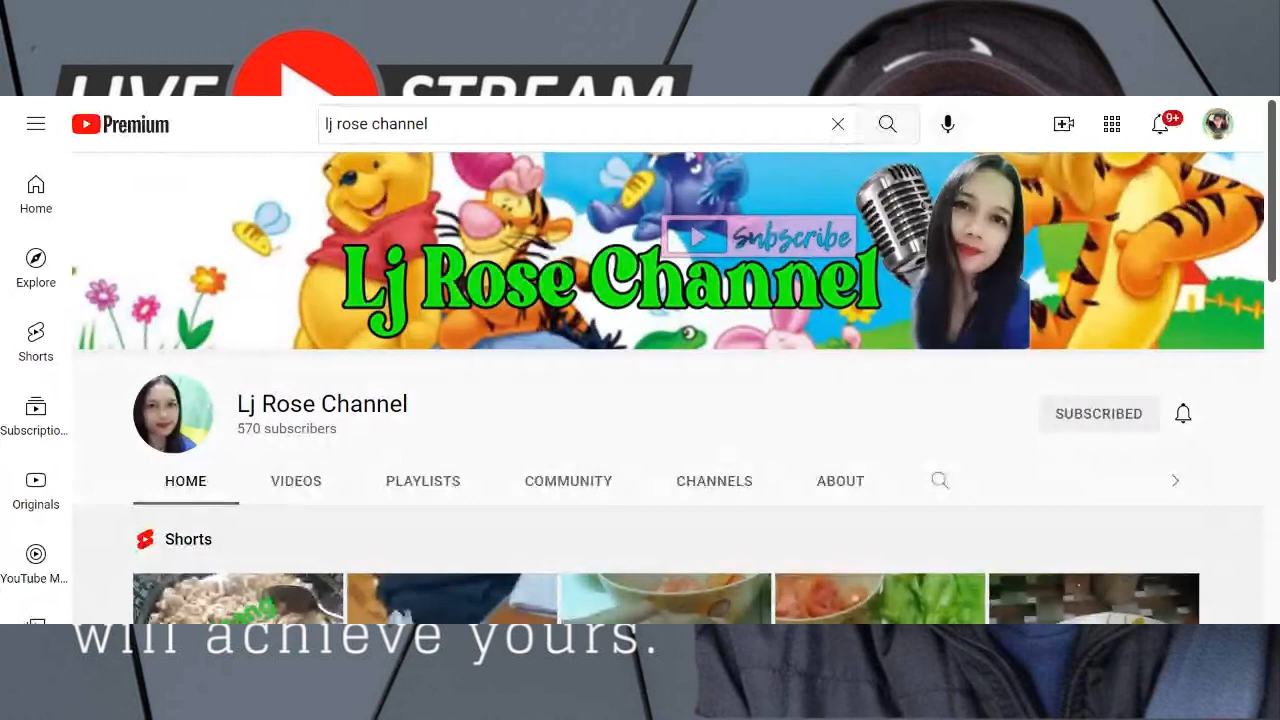 LIVE STREAM
Premium
lj rose channel
9+
Home
Explore
Shorts
Subscriptio...
Originals
YouTube M...
subscribe
Lj Rose Channel
Lj Rose Channel
570 subscribers
SUBSCRIBED
HOME VIDEOS PLAYLISTS COMMUNITY CHANNELS ABOUT
Shorts
will achieve yours.